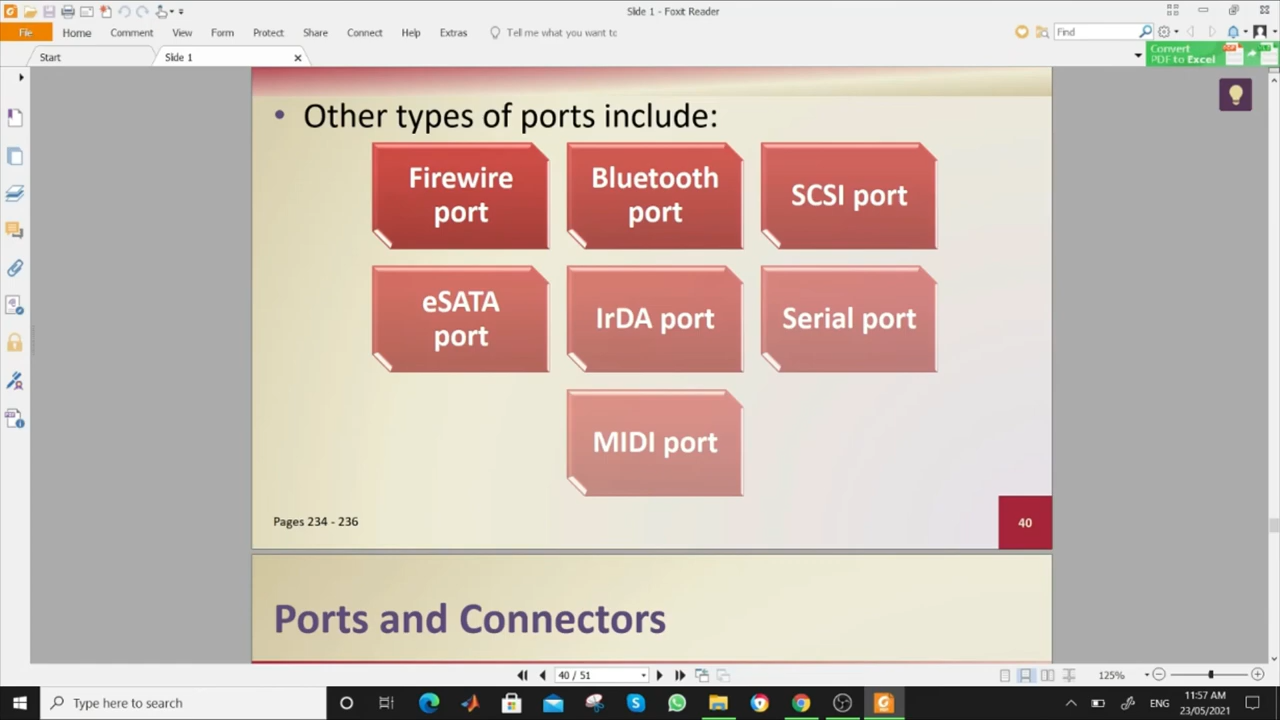 Slide 1 - Foxit Reader
File
Home
Comment
View
Form
Protect
Share
Connect
Help
Extras
Tell me what you want to
Find
Start
Slide 1
Convert
PDF to Excel
• Other types of ports include:
Firewire
port
Bluetooth
port
SCSI port
eSATA
port
IrDA port
Serial port
MIDI port
Pages 234 - 236
40
Ports and Connectors
40 / 51
125%
Type here to search
ENG
11:57 AM
23/05/2021